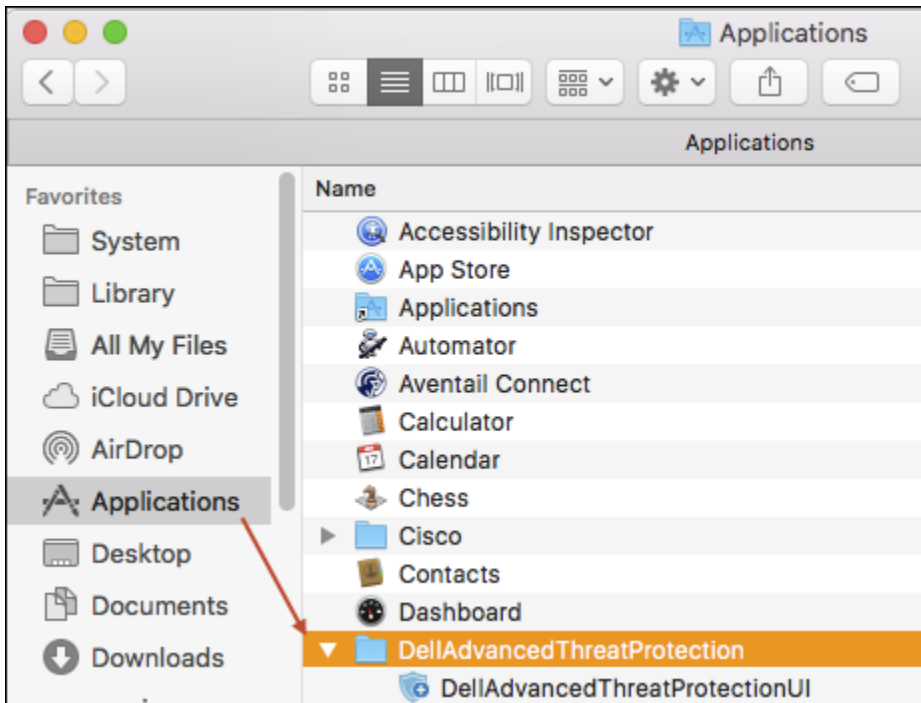 Applications
Applications
Favorites
System
Library
All My Files
iCloud Drive
AirDrop
Applications
Desktop
Documents
Downloads
Name
Accessibility Inspector
App Store
Applications
Automator
Aventail Connect
Calculator
17
Calendar
Chess
Cisco
Contacts
Dashboard
DellAdvancedThreatProtection
DellAdvancedThreatProtectionUI